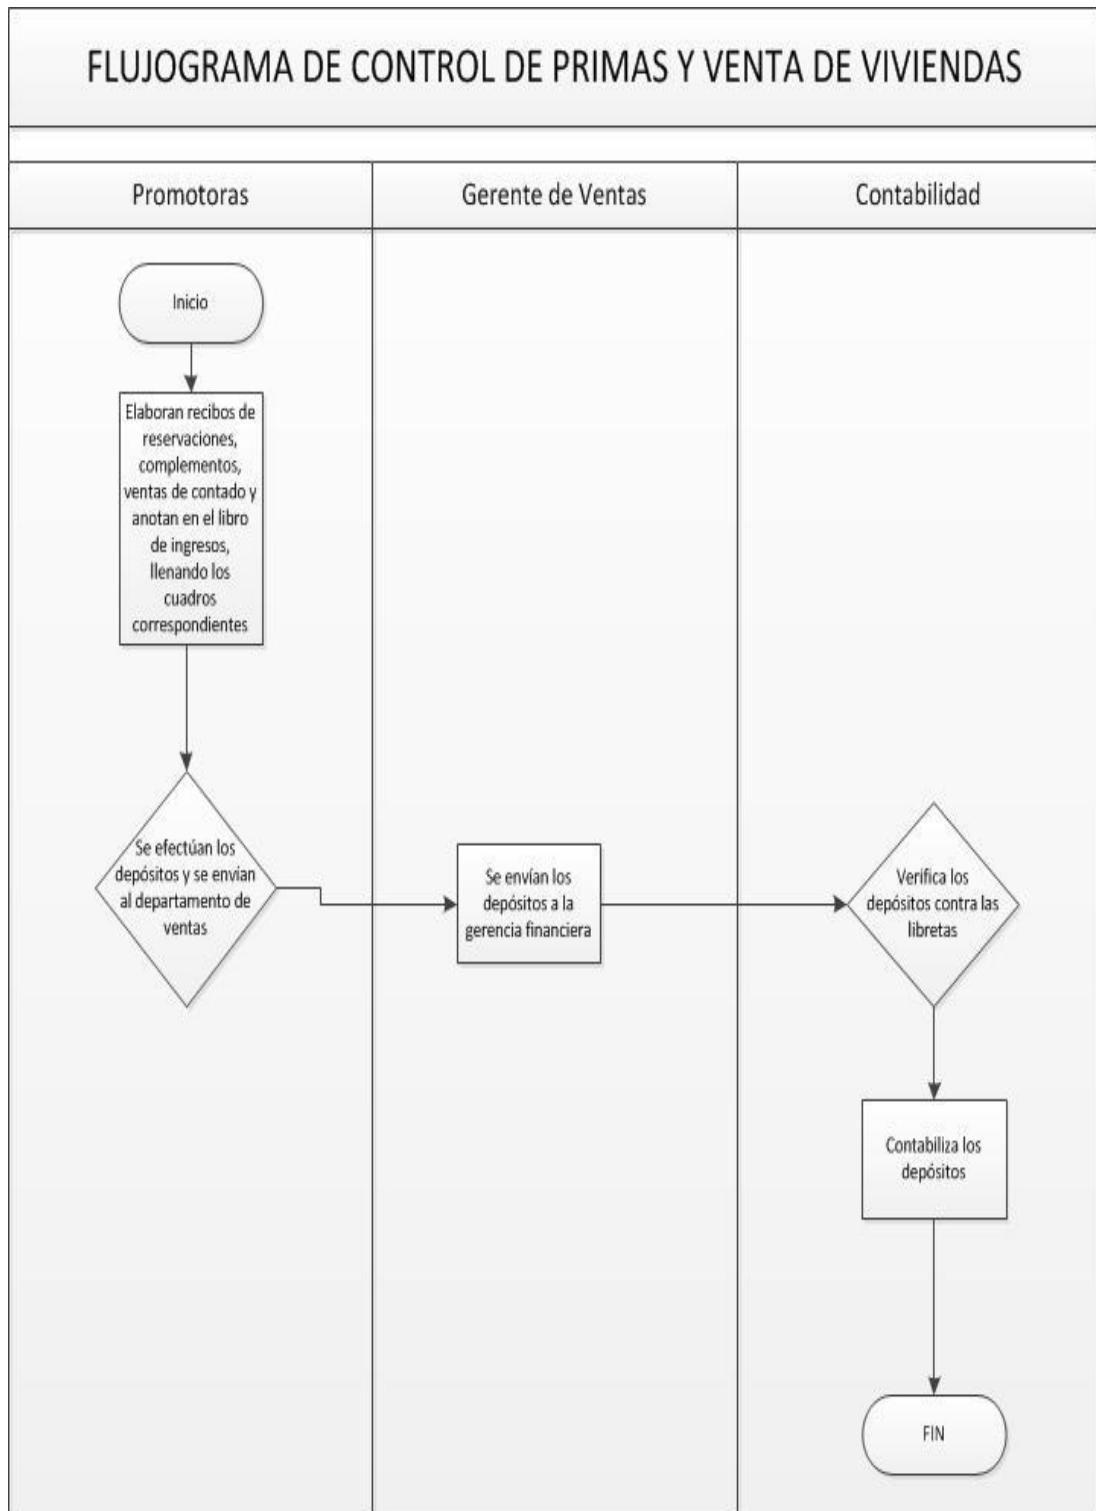 FLUJOGRAMA DE CONTROL DE PRIMAS Y VENTA DE VIVIENDAS
Promotoras
Gerente de Ventas
Contabilidad
Inicio
Elaboran recibos de
reservaciones,
complementos,
ventas de contado y
anotan en el libro
de ingresos,
llenando los
cuadros
correspondientes
Se efectúan los
depósitos y se envían
al departamento de
ventas
Se envían los
depósitos a la
gerencia financiera
Verifica los
depósitos contra las
libretas
Contabiliza los
depósitos
FIN